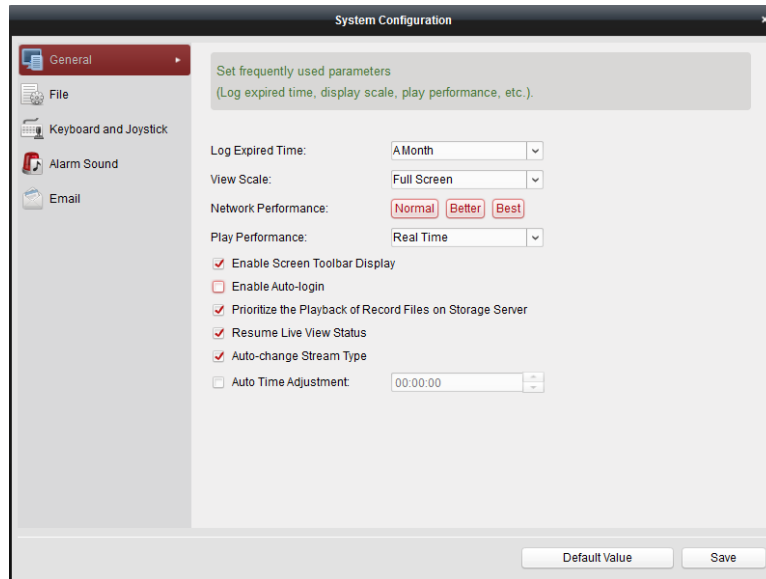 System Configuration
General
File
Keyboard and Joystick
Alarm Sound
Email
Set frequently used parameters
(Log expired time, display scale, play performance, etc.).
Log Expired Time: A Month
View Scale: Full Screen
Network Performance: Normal Better Best
Play Performance: Real Time
Enable Screen Toolbar Display
Enable Auto-login
Prioritize the Playback of Record Files on Storage Server
Resume Live View Status
Auto-change Stream Type
Auto Time Adjustment: 00:00:00
Default Value Save